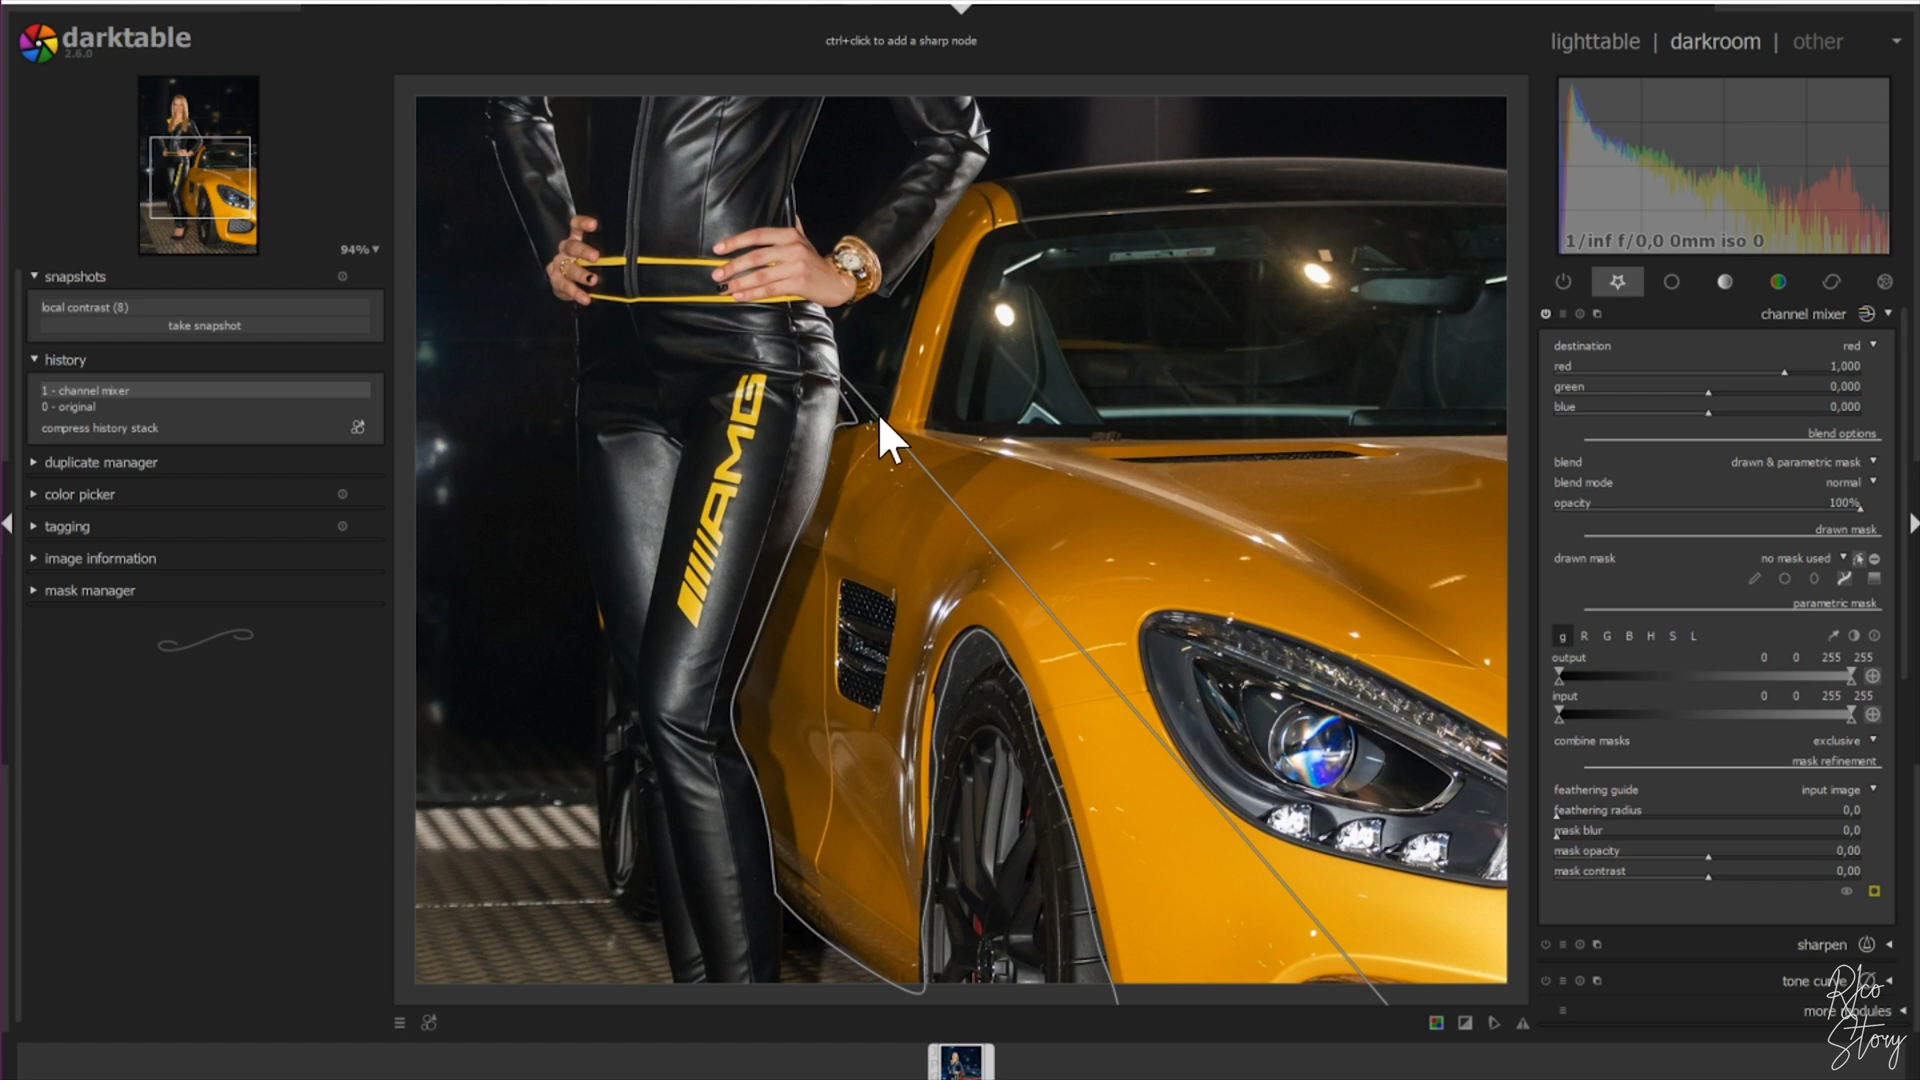 darktable
2.6.0
ctrl+click to add a sharp node
lighttable | darkroom | other
94%
snapshots
local contrast (8)
take snapshot
history
1 - channel mixer
0 - original
compress history stack
duplicate manager
color picker
tagging
image information
mask manager
AMG
1/inf f/0,0 0mm iso 0
channel mixer
destination red
red 1,000
green 0,000
blue 0,000
blend options
blend drawn & parametric mask
blend mode normal
opacity 100%
drawn mask
drawn mask no mask used
parametric mask
g R G B H S L
output 0 0 255 255
input 0 0 255 255
combine masks exclusive
mask refinement
feathering guide input image
feathering radius 0,0
mask blur 0,0
mask opacity 0,00
mask contrast 0,00
sharpen
tone curve
more modules
Rico
Story